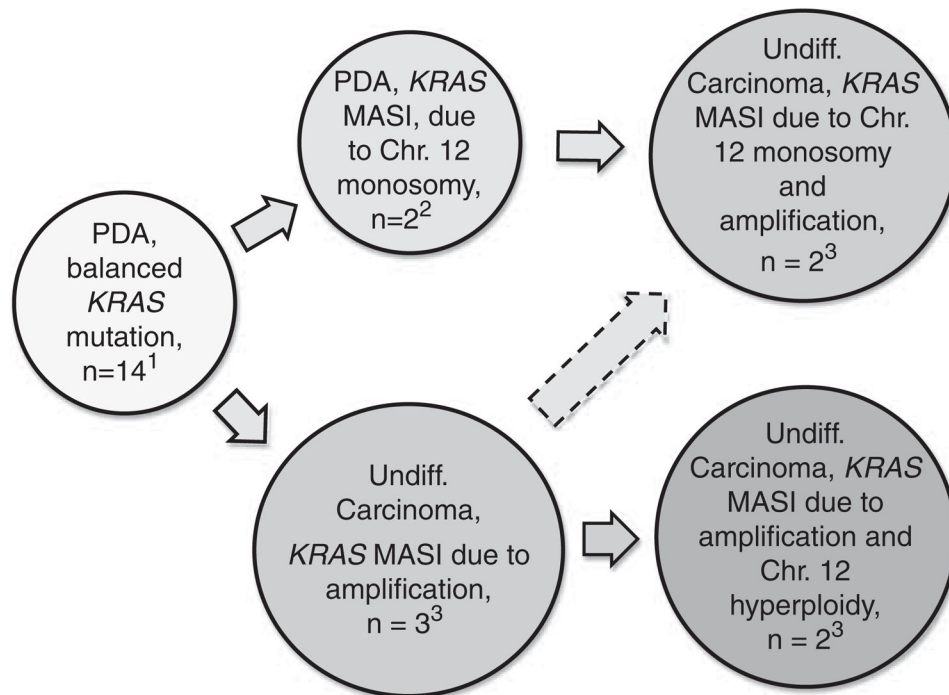 PDA,
balanced
KRAS
mutation,
n=14¹
PDA, KRAS
MASI, due
to Chr. 12
monosomy,
n=2²
Undiff.
Carcinoma, KRAS
MASI due to Chr.
12 monosomy
and
amplification,
n = 2³
Undiff.
Carcinoma,
KRAS MASI due to
amplification,
n = 3³
Undiff.
Carcinoma, KRAS
MASI due to
amplification and
Chr. 12
hyperploidy,
n = 2³